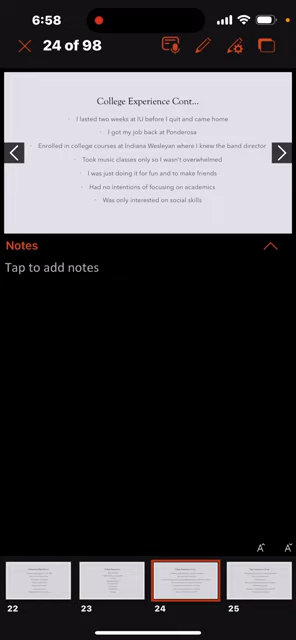 6:58
24 of 98
College Experience Cont...
I lasted two weeks at IU before I quit and came home
I got my job back at Ponderosa
Enrolled in college courses at Indiana Wesleyan where I knew the band director
Took music classes only so I wasn't overwhelmed
I was just doing it for fun and to make friends
Had no intentions of focusing on academics
Was only interested on social skills
Notes
Tap to add notes
A A
22 23 24 25